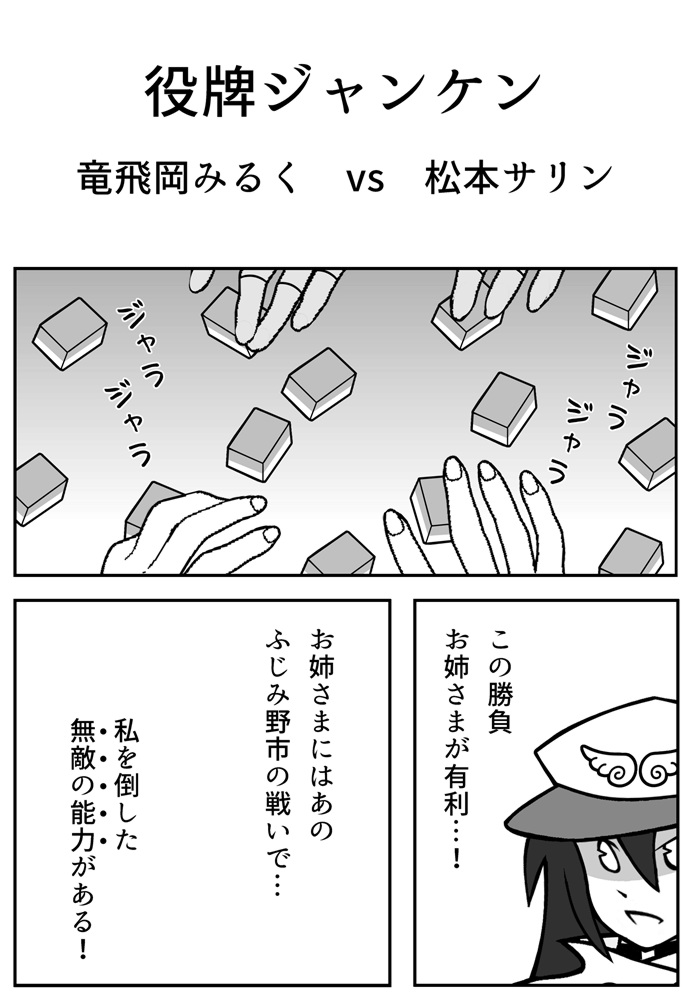 役牌ジャンケン
竜飛岡みるく vs 松本サリン
ジャラ
ジャラ
ジャラ
ジャラ
この勝負
お姉さまが有利…！
お姉さまにはあの
ふじみ野市の戦いで…
私を倒した
無敵の能力がある！